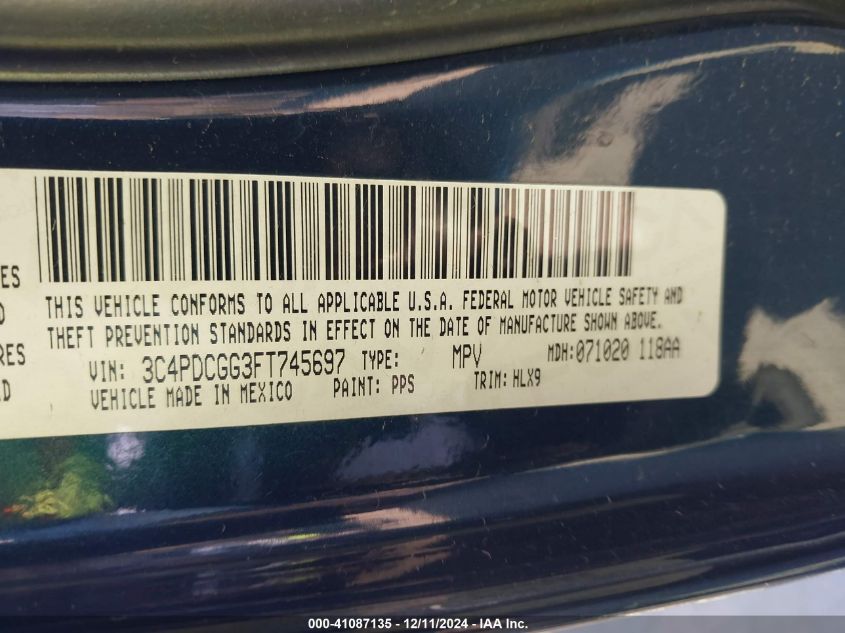 ES
THIS VEHICLE CONFORMS TO ALL APPLICABLE U.S.A. FEDERAL MOTOR VEHICLE SAFETY AND
D
THEFT PREVENTION STANDARDS IN EFFECT ON THE DATE OF MANUFACTURE SHOWN ABOVE.
RES
VIN: 3C4PDCGG3FT745697 TYPE: MPV MDH:071020 118AA
D
VEHICLE MADE IN MEXICO PAINT: PPS TRIM: HLX9
000-41087135 - 12/11/2024 - IAA Inc.